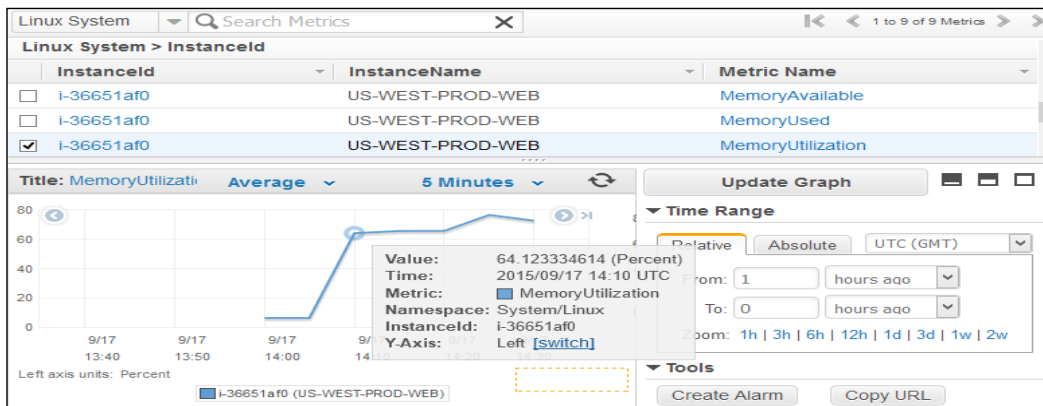 Linux System Search Metrics 1 to 9 of 9 Metrics
Linux System > InstanceId
InstanceId InstanceName Metric Name
i-36651af0 US-WEST-PROD-WEB MemoryAvailable
i-36651af0 US-WEST-PROD-WEB MemoryUsed
i-36651af0 US-WEST-PROD-WEB MemoryUtilization
Title: MemoryUtilizati Average 5 Minutes
80
60
40
20
0
9/17 13:40
9/17 13:50
9/17 14:00
14:10
14:20
14:30
Left axis units: Percent
i-36651af0 (US-WEST-PROD-WEB)
Value: 64.123334614 (Percent)
Time: 2015/09/17 14:10 UTC
Metric: MemoryUtilization
Namespace: System/Linux
InstanceId: i-36651af0
Y-Axis: Left [switch]
Update Graph
Time Range
Relative Absolute UTC (GMT)
From: 1 hours ago
To: 0 hours ago
Zoom: 1h | 3h | 6h | 12h | 1d | 3d | 1w | 2w
Tools
Create Alarm Copy URL